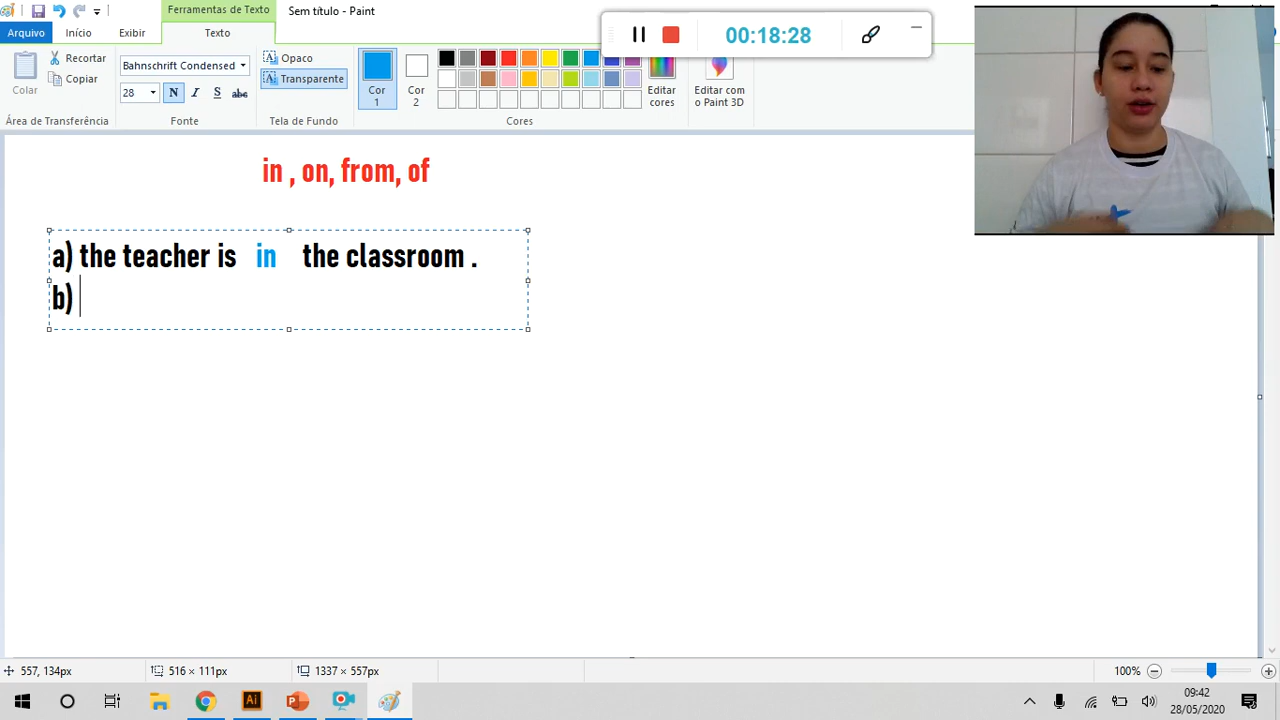 Ferramentas de Texto
Sem título - Paint
Arquivo
Início
Exibir
Texto
00:18:28
Colar
Recortar
Copiar
Bahnschrift Condensed
28
N
I
S
abc
Opaco
Transparente
Cor
1
Cor
2
Editar
cores
Editar com
o Paint 3D
Área de Transferência
Fonte
Tela de Fundo
Cores
in , on, from, of
a) the teacher is in the classroom .
b)
557, 134px
516 × 111px
1337 × 557px
100%
Ai
09:42
28/05/2020